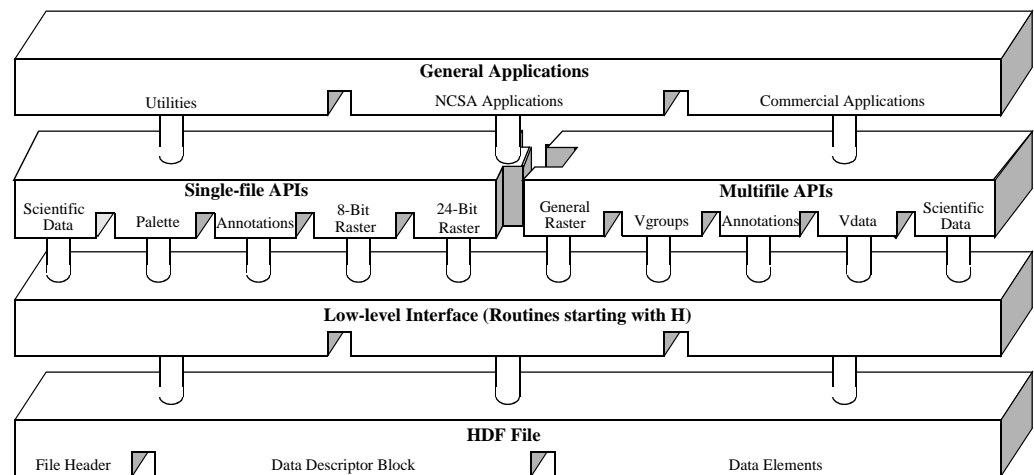 General Applications
Utilities
NCSA Applications
Commercial Applications
Single-file APIs
Multifile APIs
Scientific
Data
Palette
Annotations
8-Bit
Raster
24-Bit
Raster
General
Raster
Vgroups
Annotations
Vdata
Scientific
Data
Low-level Interface (Routines starting with H)
HDF File
File Header
Data Descriptor Block
Data Elements